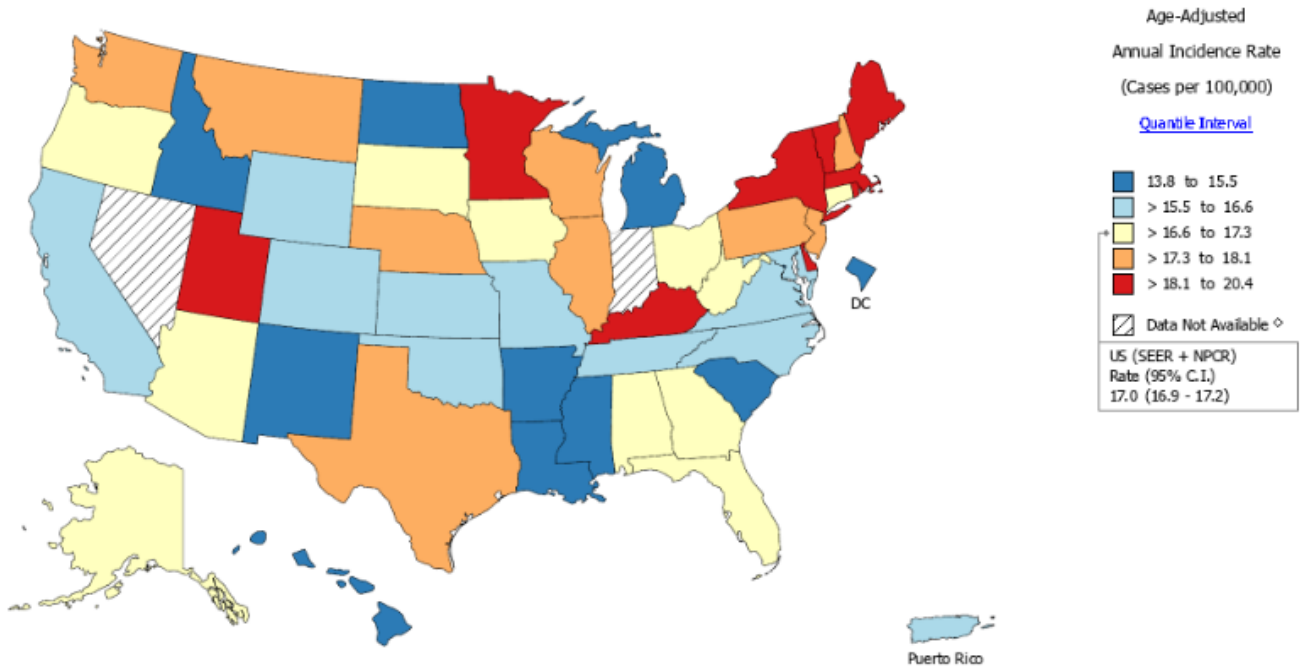 Age-Adjusted
Annual Incidence Rate
(Cases per 100,000)
Quantile Interval
13.8 to 15.5
> 15.5 to 16.6
> 16.6 to 17.3
> 17.3 to 18.1
> 18.1 to 20.4
Data Not Available ◇
US (SEER + NPCR)
Rate (95% C.I.)
17.0 (16.9 - 17.2)
DC
Puerto Rico